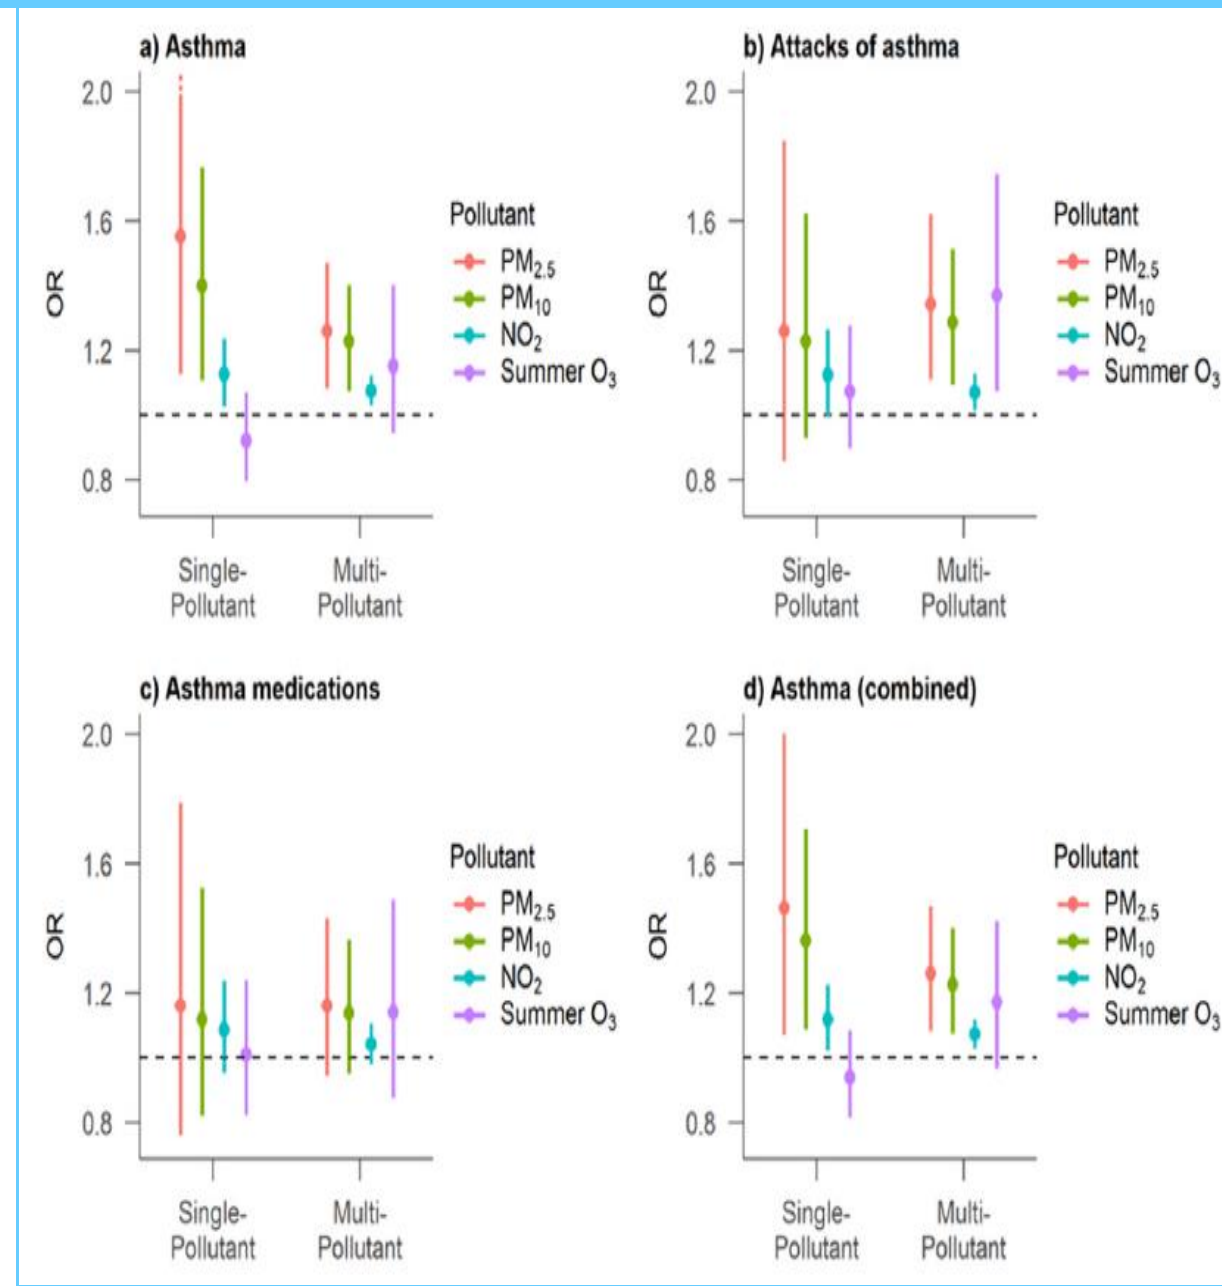 a) Asthma
2.0
1.6
1.2
0.8
OR
Single-
Pollutant
Multi-
Pollutant
Pollutant
PM2.5
PM10
NO2
Summer O3
b) Attacks of asthma
2.0
1.6
1.2
0.8
OR
Single-
Pollutant
Multi-
Pollutant
Pollutant
PM2.5
PM10
NO2
Summer O3
c) Asthma medications
2.0
1.6
1.2
0.8
OR
Single-
Pollutant
Multi-
Pollutant
Pollutant
PM2.5
PM10
NO2
Summer O3
d) Asthma (combined)
2.0
1.6
1.2
0.8
OR
Single-
Pollutant
Multi-
Pollutant
Pollutant
PM2.5
PM10
NO2
Summer O3